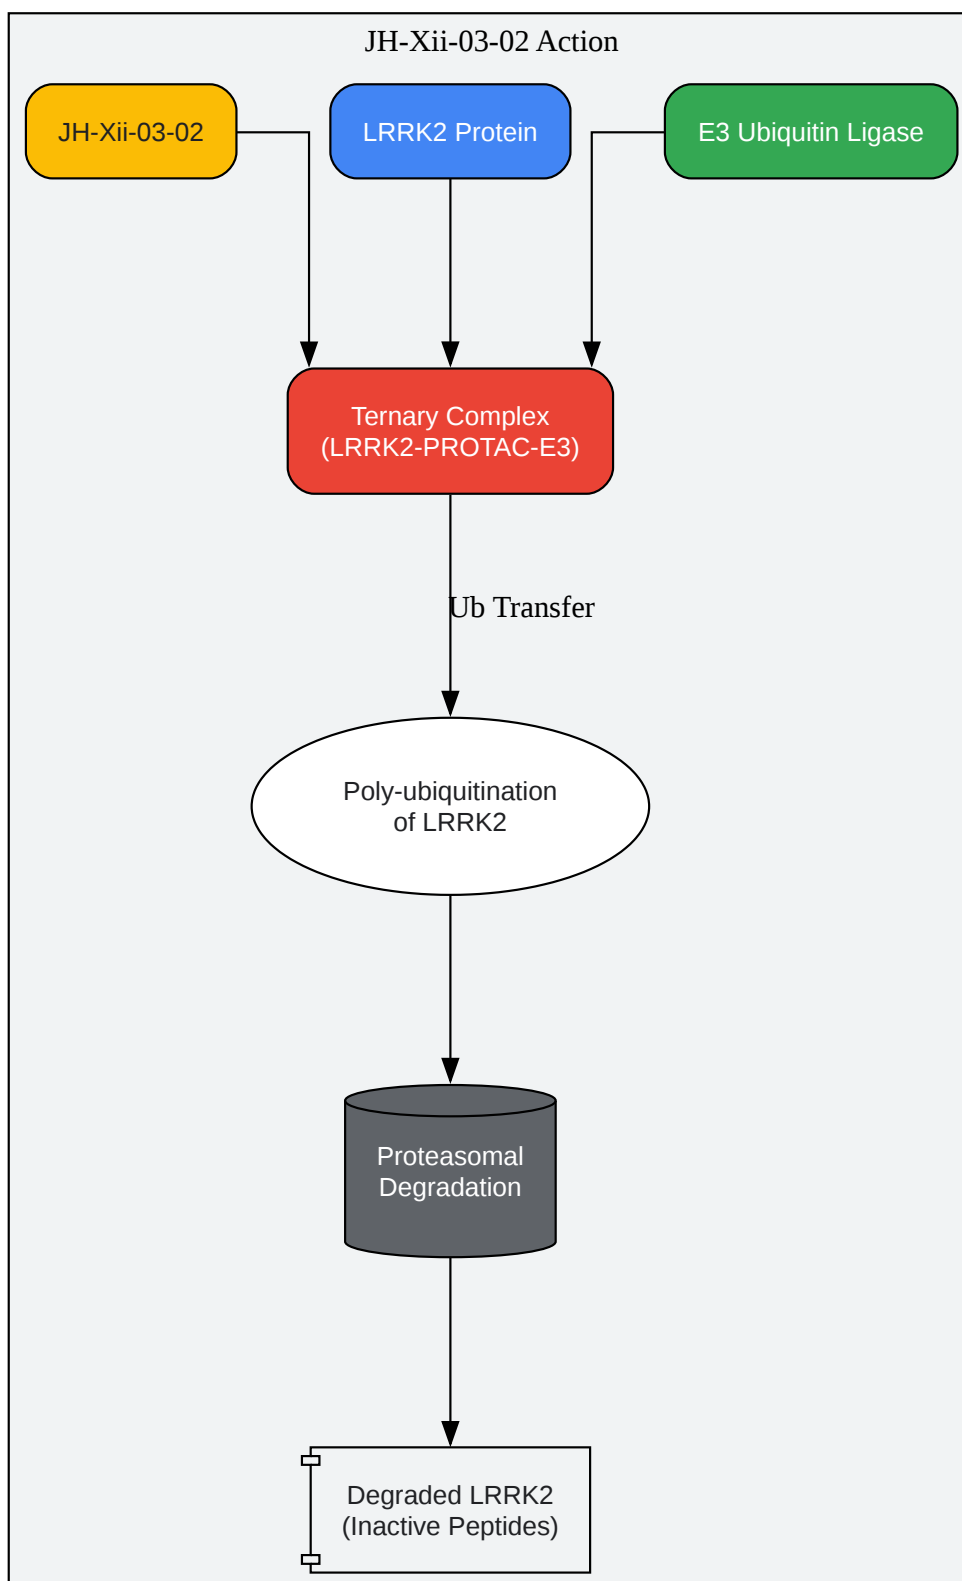 JH-Xii-03-02 Action
JH-Xii-03-02
LRRK2 Protein
E3 Ubiquitin Ligase
Ternary Complex
(LRRK2-PROTAC-E3)
Ub Transfer
Poly-ubiquitination
of LRRK2
Proteasomal
Degradation
Degraded LRRK2
(Inactive Peptides)